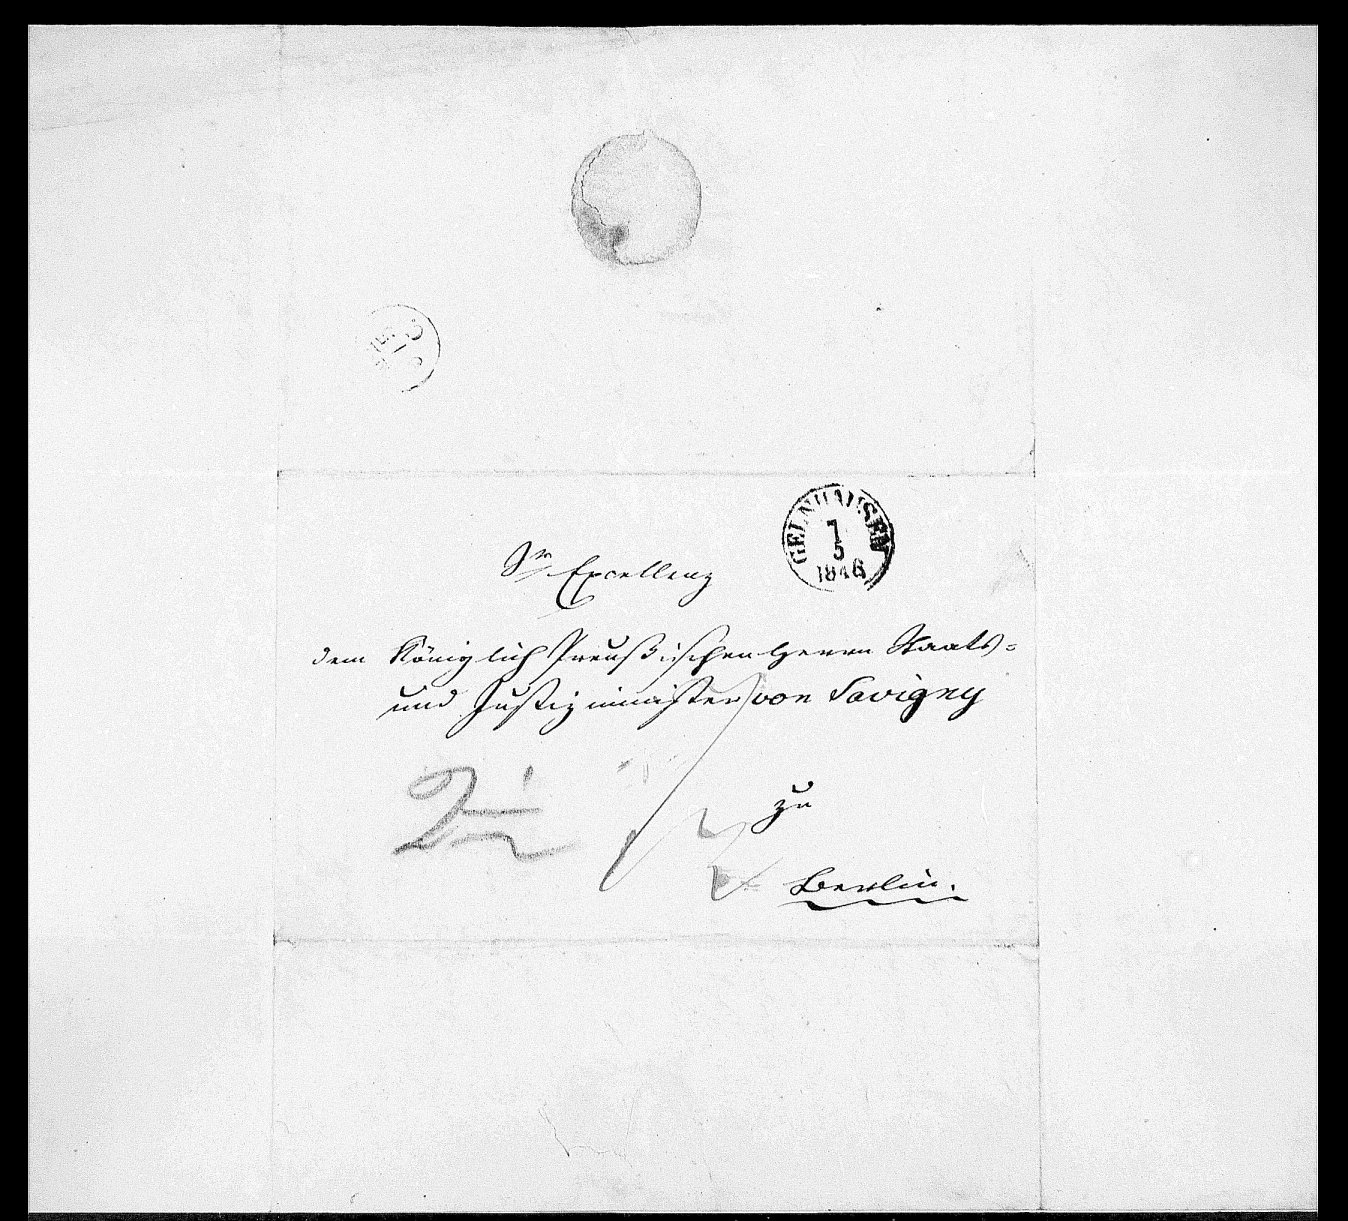 GELNHAUSEN
7
5
1846
Sr. Excellenz
dem Königlich Preußischen Herrn Staats-
und Justizminister von Savigny
zu
Berlin.